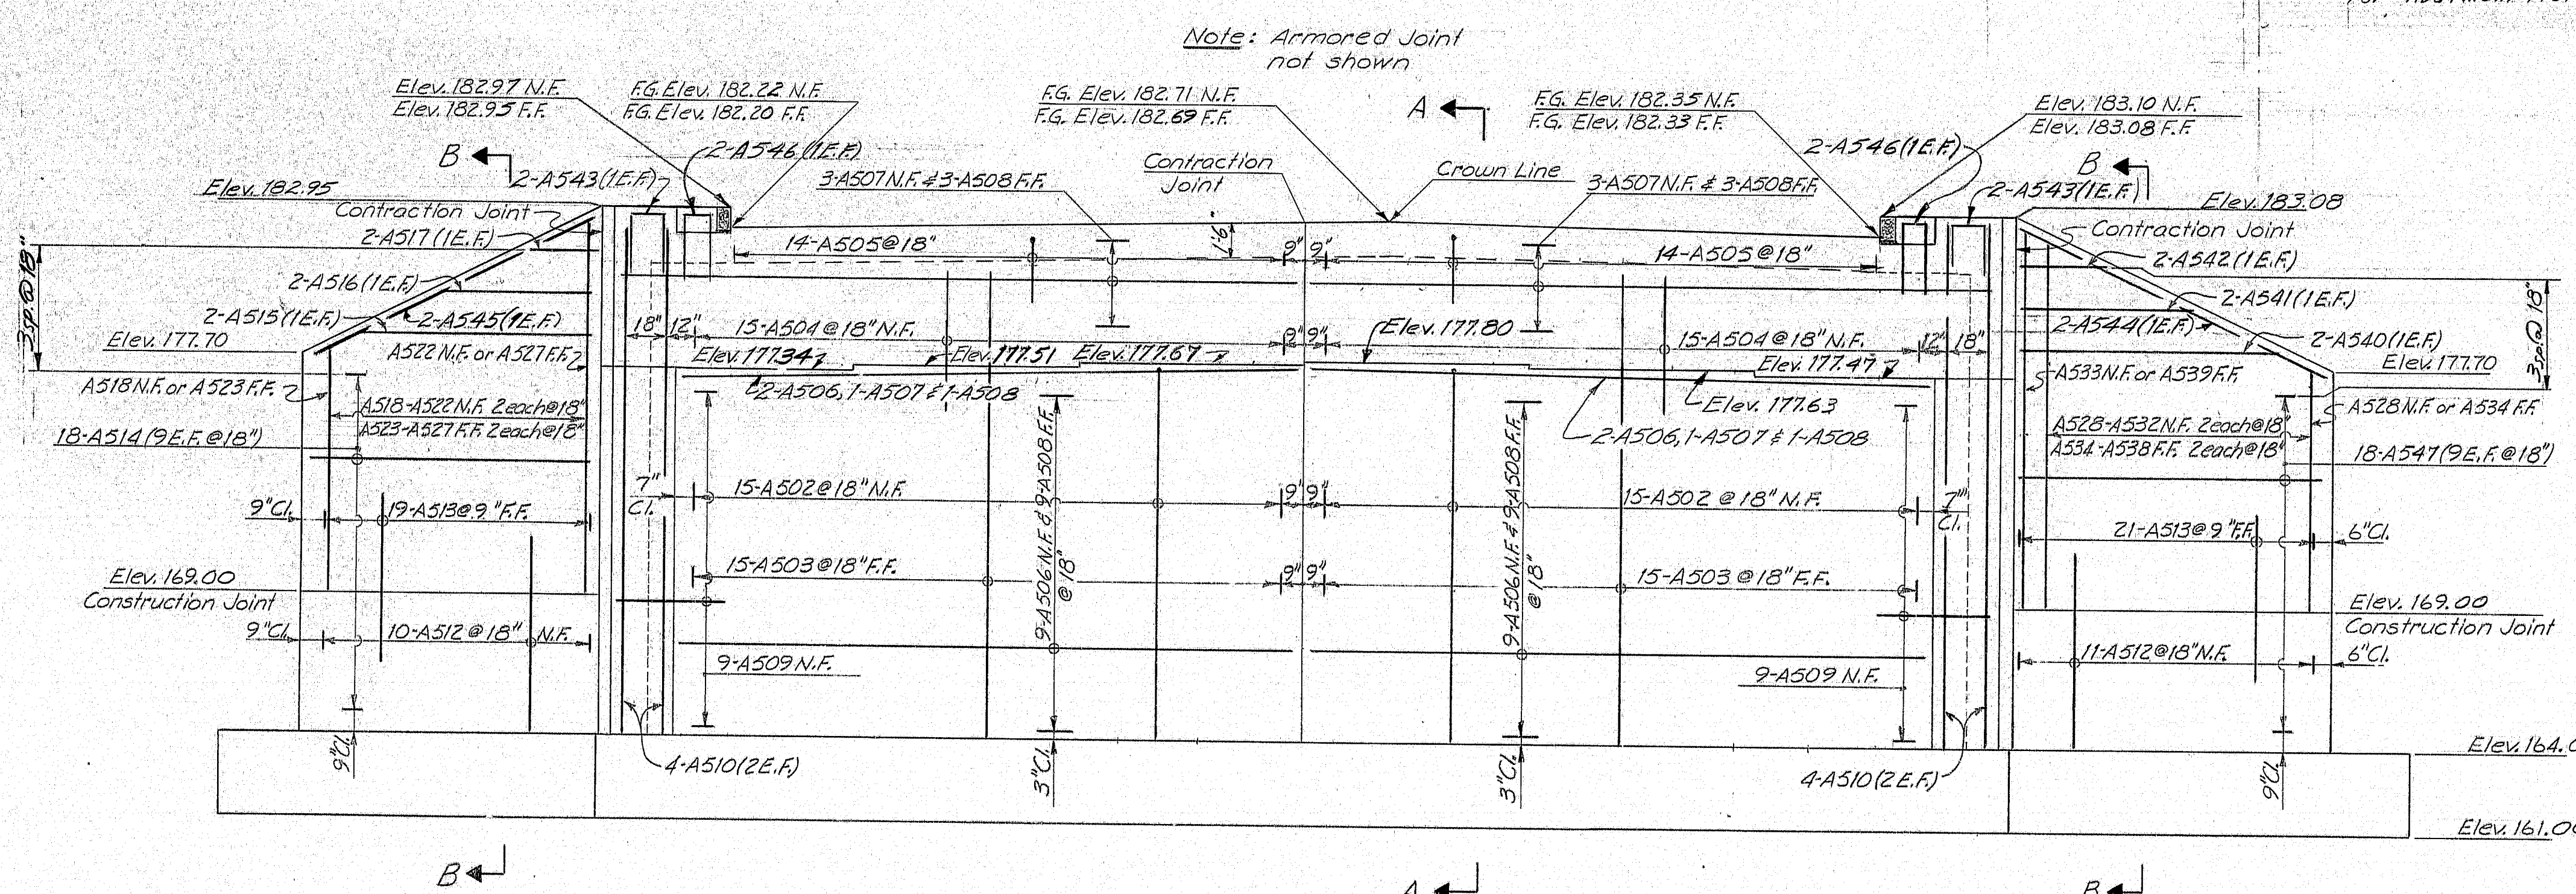 Note: Armored Joint
not shown
Elev. 182.97 N.F.
Elev. 182.95 F.F.
F.G. Elev. 182.22 N.F.
F.G. Elev. 182.20 F.F.
F.G. Elev. 182.71 N.F.
F.G. Elev. 182.69 F.F.
A
F.G. Elev. 182.35 N.F.
F.G. Elev. 182.33 F.F.
Elev. 183.10 N.F.
Elev. 183.08 F.F.
B
2-A546(1E.F.)
Contraction
Joint
Crown Line
2-A546(1E.F.)
B
Elev. 182.95
2-A543(1E.F.)
3-A507 N.F. & 3-A508 F.F.
3-A507 N.F. & 3-A508 F.F.
2-A543(1E.F.)
Elev. 183.08
Contraction Joint
Contraction Joint
2-A517 (1E.F.)
14-A505@18"
1'-6"
9" 9"
14-A505@18"
2-A542(1E.F.)
3 sp. @ 18"
2-A516(1E.F.)
2-A541(1E.F.)
3 sp. @ 18"
2-A515(1E.F.)
2-A545(1E.F.)
18" 12"
15-A504@18"N.F.
9" 9"
Elev. 177.80
15-A504@18"N.F.
12" 18"
2-A544(1E.F.)
2-A540(1E.F.)
Elev. 177.70
A522 N.F. or A527 F.F.
Elev. 177.34
Elev. 177.51
Elev. 177.67
Elev. 177.47
Elev. 177.70
A518 N.F. or A523 F.F.
2-A506, 1-A507 & 1-A508
Elev. 177.63
A533 N.F. or A539 F.F.
A528 N.F. or A534 F.F.
A518-A522 N.F. 2each@18"
A523-A527 F.F. 2each@18"
18-A514 (9E.F.@18")
2-A506, 1-A507 & 1-A508
A528-A532 N.F. 2each@18"
A534-A538 F.F. 2each@18"
18-A547(9E.F.@18")
9-A506 N.F. & 9-A508 F.F.
@ 18"
9-A506 N.F. & 9-A508 F.F.
@ 18"
7"
Cl.
15-A502@18"N.F.
9" 9"
15-A502 @ 18" N.F.
7"
Cl.
9"Cl.
19-A513@9"F.F.
21-A513@9"F.F.
6"Cl.
15-A503@18"F.F.
9" 9"
15-A503@18"F.F.
Elev. 169.00
Construction Joint
Elev. 169.00
Construction Joint
9"Cl.
10-A512@18" N.F.
11-A512@18"N.F.
6"Cl.
9-A509 N.F.
9-A509 N.F.
9"Cl.
4-A510(2E.F.)
3"Cl.
3"Cl.
4-A510(2E.F.)
9"Cl.
Elev. 164.0
Elev. 161.00
B
A
B